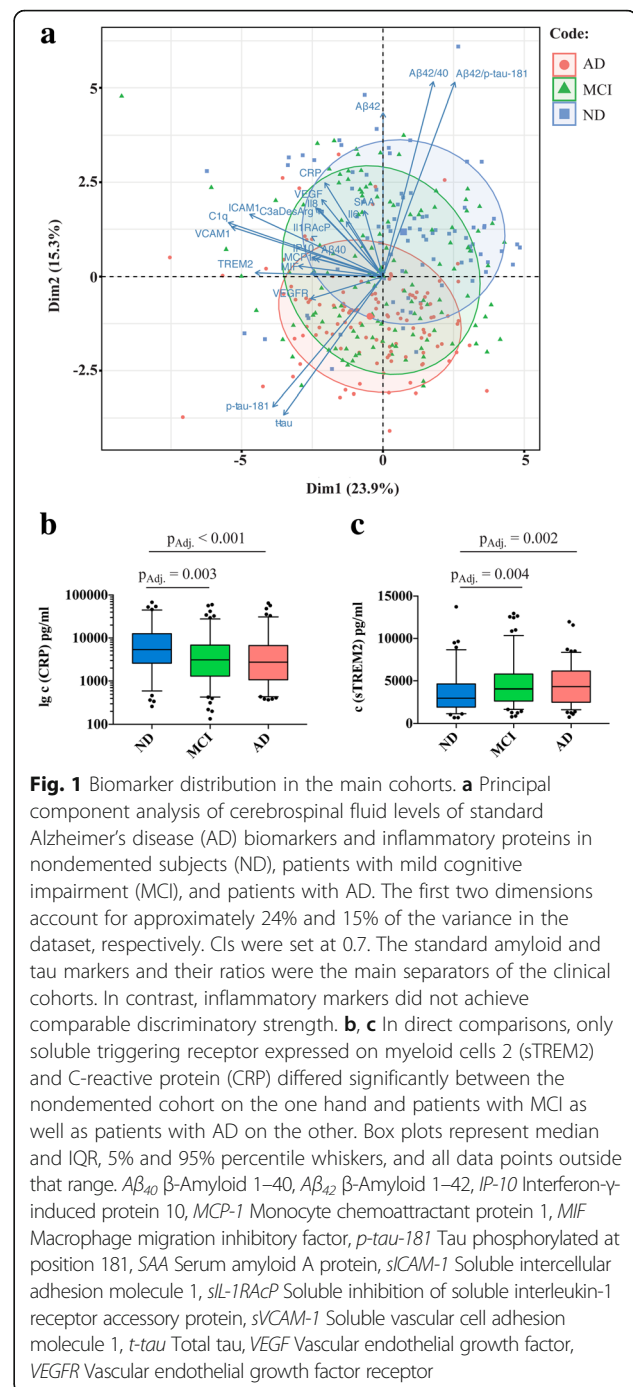 a
Code:
AD
MCI
ND
Aβ42/40
Aβ42/p-tau-181
Aβ42
CRP
VEGF
SAA
Il8
ICAM1
C3aDesArg
Il6
C1q
VCAM1
Il1RAcP
IP10
Aβ40
MCP1
TREM2
MIF
VEGFR
p-tau-181
t-tau
5
2.5
0
-2.5
-5
0
5
Dim2 (15.3%)
Dim1 (23.9%)
b
pAdj. < 0.001
pAdj. = 0.003
100000
10000
1000
100
lg c (CRP) pg/ml
ND
MCI
AD
c
pAdj. = 0.002
pAdj. = 0.004
15000
10000
5000
0
c (sTREM2) pg/ml
ND
MCI
AD
Fig. 1 Biomarker distribution in the main cohorts. a Principal
component analysis of cerebrospinal fluid levels of standard
Alzheimer's disease (AD) biomarkers and inflammatory proteins in
nondemented subjects (ND), patients with mild cognitive
impairment (MCI), and patients with AD. The first two dimensions
account for approximately 24% and 15% of the variance in the
dataset, respectively. CIs were set at 0.7. The standard amyloid and
tau markers and their ratios were the main separators of the clinical
cohorts. In contrast, inflammatory markers did not achieve
comparable discriminatory strength. b, c In direct comparisons, only
soluble triggering receptor expressed on myeloid cells 2 (sTREM2)
and C-reactive protein (CRP) differed significantly between the
nondemented cohort on the one hand and patients with MCI as
well as patients with AD on the other. Box plots represent median
and IQR, 5% and 95% percentile whiskers, and all data points outside
that range. Aβ40 β-Amyloid 1–40, Aβ42 β-Amyloid 1–42, IP-10 Interferon-γ-
induced protein 10, MCP-1 Monocyte chemoattractant protein 1, MIF
Macrophage migration inhibitory factor, p-tau-181 Tau phosphorylated at
position 181, SAA Serum amyloid A protein, sICAM-1 Soluble intercellular
adhesion molecule 1, sIL-1RAcP Soluble inhibition of soluble interleukin-1
receptor accessory protein, sVCAM-1 Soluble vascular cell adhesion
molecule 1, t-tau Total tau, VEGF Vascular endothelial growth factor,
VEGFR Vascular endothelial growth factor receptor